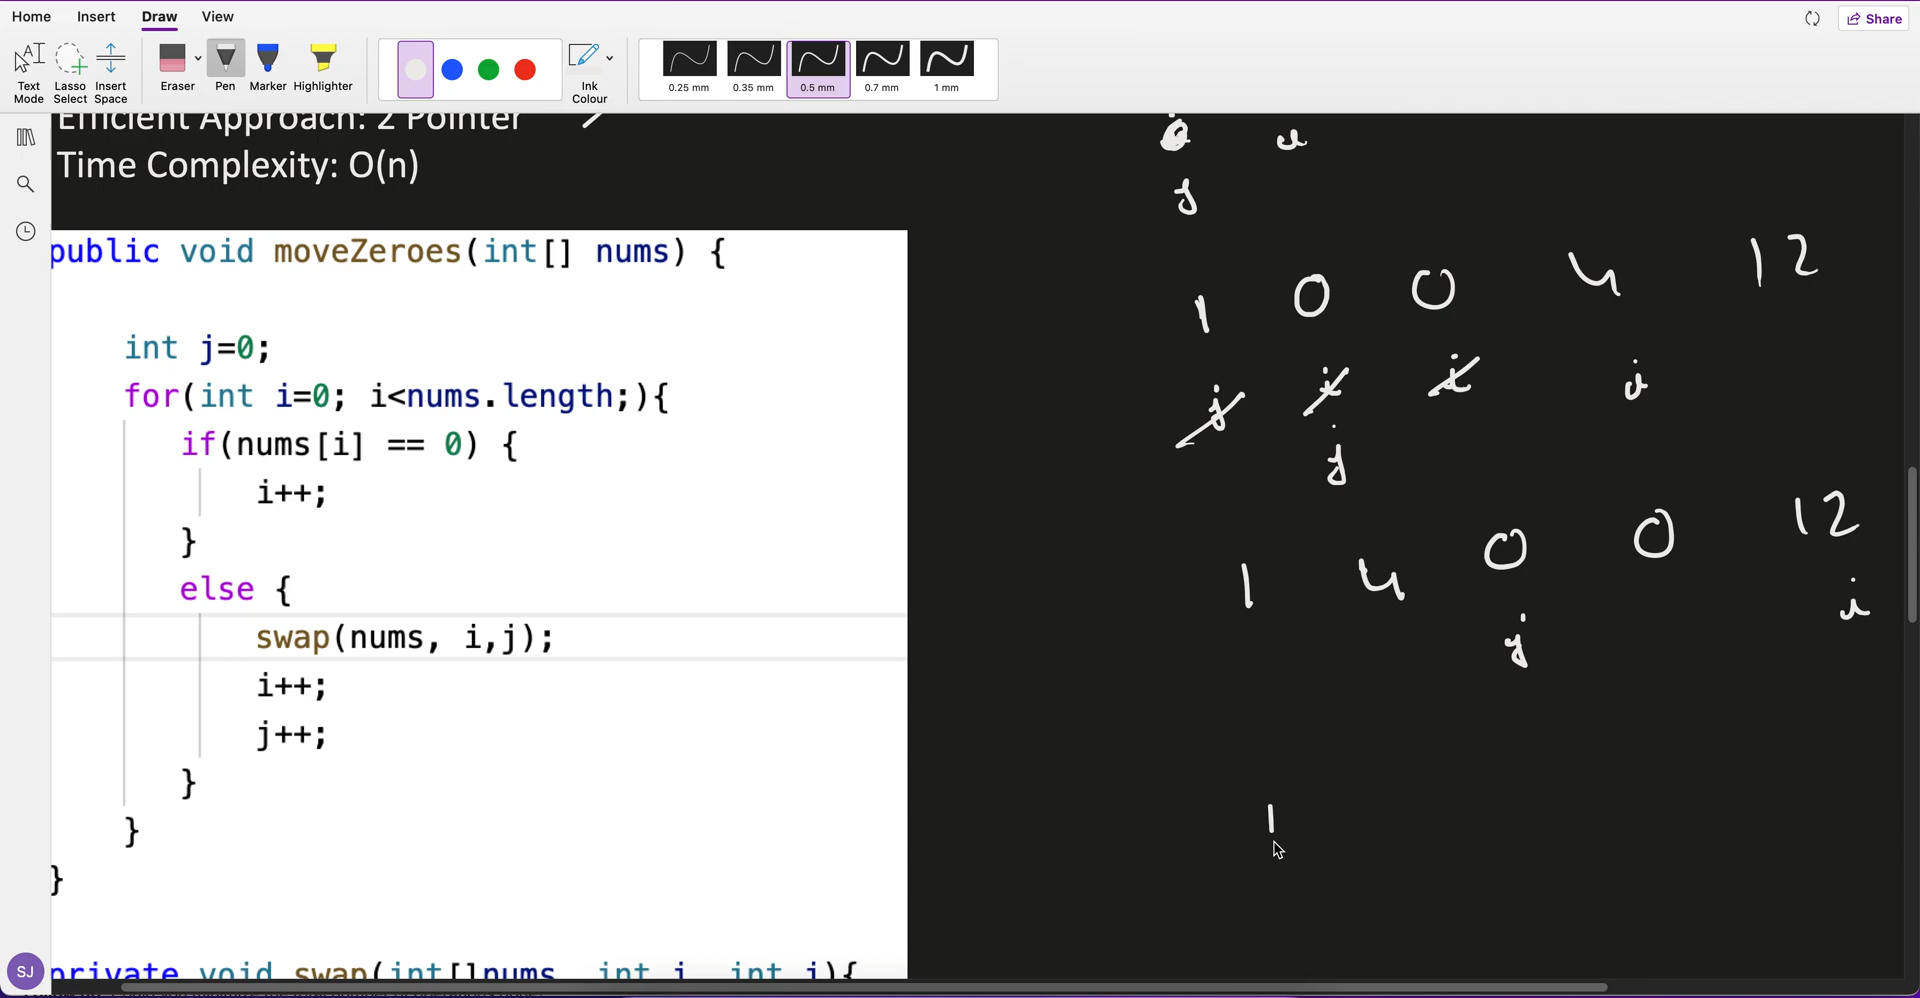 Home Insert Draw View
Share
Text Mode
Lasso Select
Insert Space
Eraser
Pen
Marker
Highlighter
Ink Colour
0.25 mm
0.35 mm
0.5 mm
0.7 mm
1 mm
Efficient Approach: 2 Pointer
Time Complexity: O(n)
public void moveZeroes(int[] nums) {
int j=0;
for(int i=0; i<nums.length;){
if(nums[i] == 0) {
i++;
}
else {
swap(nums, i,j);
i++;
j++;
}
}
}
private void swap(int[]nums, int i, int j){
SJ
i
j
1 0 0 4 12
j i i i
j
1 4 0 0 12
j i
1